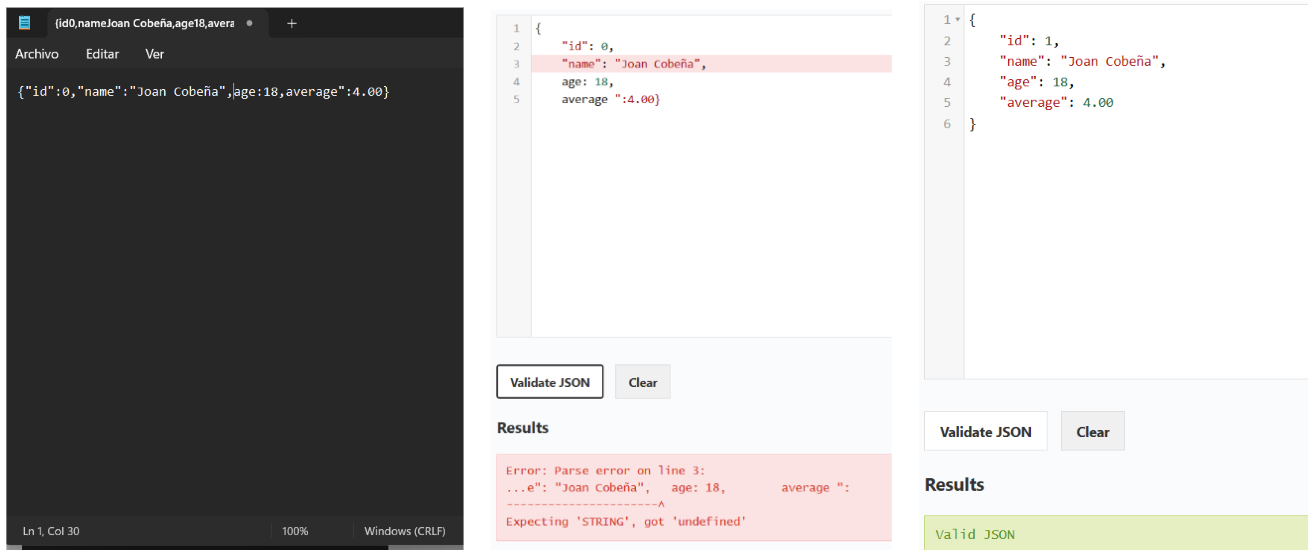 {id0,nameJoan Cobeña,age18,avera
Archivo Editar Ver
{"id":0,"name":"Joan Cobeña",age:18,average":4.00}
Ln 1, Col 30 100% Windows (CRLF)
1 {
2 "id": 0,
3 "name": "Joan Cobeña",
4 age: 18,
5 average ":4.00}
Validate JSON Clear
Results
Error: Parse error on line 3:
...e": "Joan Cobeña", age: 18, average ":
----------------------^
Expecting 'STRING', got 'undefined'
1 {
2 "id": 1,
3 "name": "Joan Cobeña",
4 "age": 18,
5 "average": 4.00
6 }
Validate JSON Clear
Results
Valid JSON